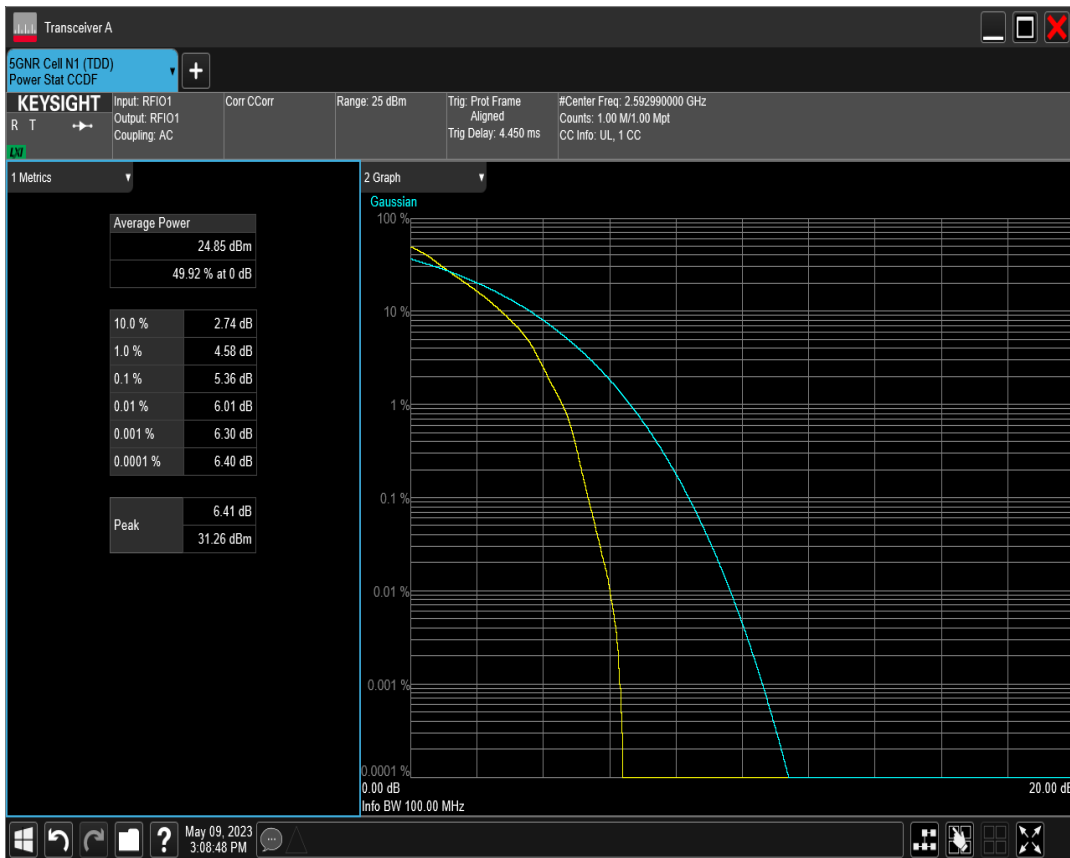 Transceiver A
5GNR Cell N1 (TDD)
Power Stat CCDF
+
KEYSIGHT
R T
LXI
Input: RFIO1
Output: RFIO1
Coupling: AC
Corr CCorr
Range: 25 dBm
Trig: Prot Frame
Aligned
Trig Delay: 4.450 ms
#Center Freq: 2.592990000 GHz
Counts: 1.00 M/1.00 Mpt
CC Info: UL, 1 CC
1 Metrics
Average Power
24.85 dBm
49.92 % at 0 dB
10.0 % 2.74 dB
1.0 % 4.58 dB
0.1 % 5.36 dB
0.01 % 6.01 dB
0.001 % 6.30 dB
0.0001 % 6.40 dB
Peak 6.41 dB
31.26 dBm
2 Graph
Gaussian
100 %
10 %
1 %
0.1 %
0.01 %
0.001 %
0.0001 %
0.00 dB 20.00 dB
Info BW 100.00 MHz
?
May 09, 2023
3:08:48 PM